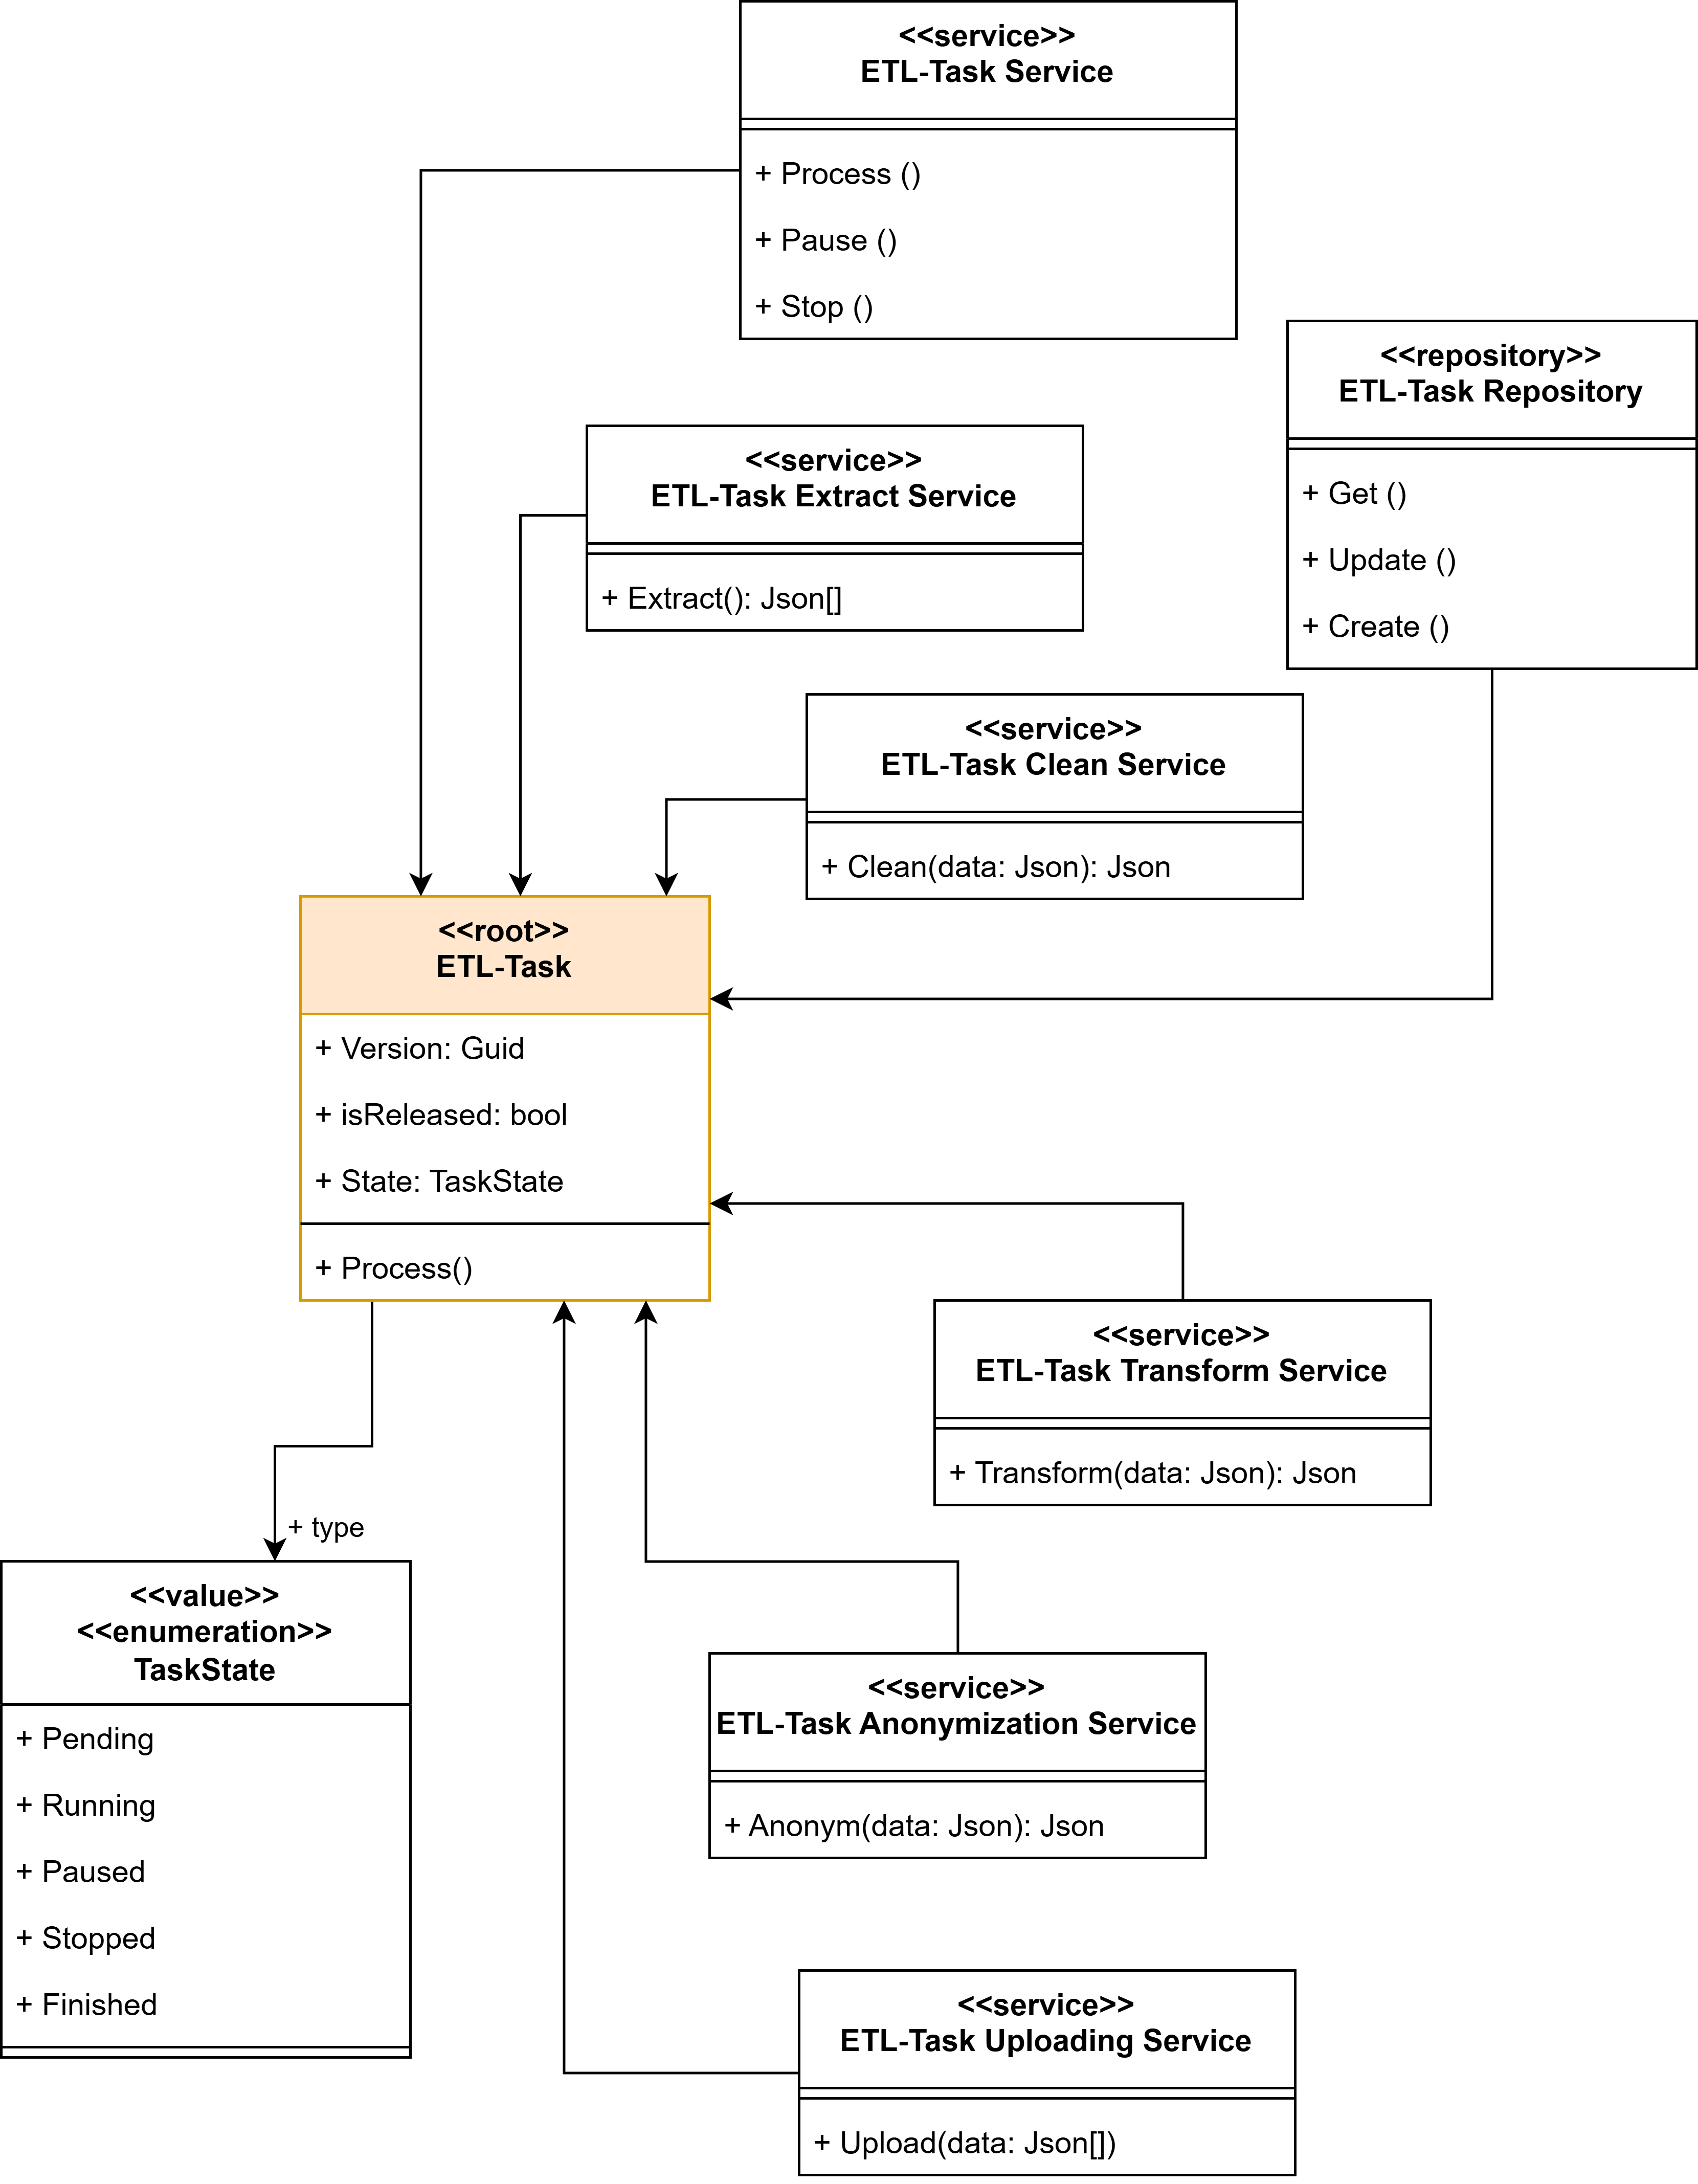 <<service>>
ETL-Task Service
+ Process ()
+ Pause ()
+ Stop ()
<<repository>>
ETL-Task Repository
+ Get ()
+ Update ()
+ Create ()
<<service>>
ETL-Task Extract Service
+ Extract(): Json[]
<<service>>
ETL-Task Clean Service
+ Clean(data: Json): Json
<<root>>
ETL-Task
+ Version: Guid
+ isReleased: bool
+ State: TaskState
+ Process()
<<service>>
ETL-Task Transform Service
+ Transform(data: Json): Json
+ type
<<value>>
<<enumeration>>
TaskState
+ Pending
+ Running
+ Paused
+ Stopped
+ Finished
<<service>>
ETL-Task Anonymization Service
+ Anonym(data: Json): Json
<<service>>
ETL-Task Uploading Service
+ Upload(data: Json[])